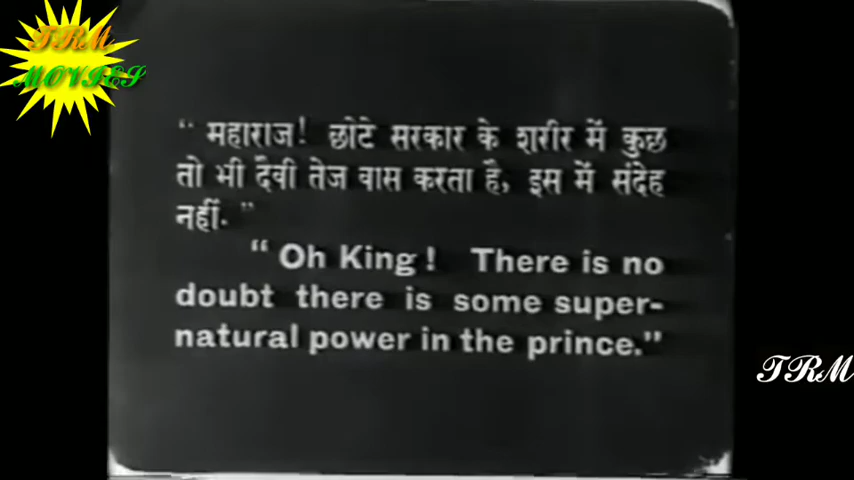 TRM
MOVIES
“ महाराज! छोटे सरकार के शरीर में कुछ
तो भी दैवी तेज वास करता है, इस में संदेह
नहीं. ”
“ Oh King ! There is no
doubt there is some super-
natural power in the prince.”
TRM